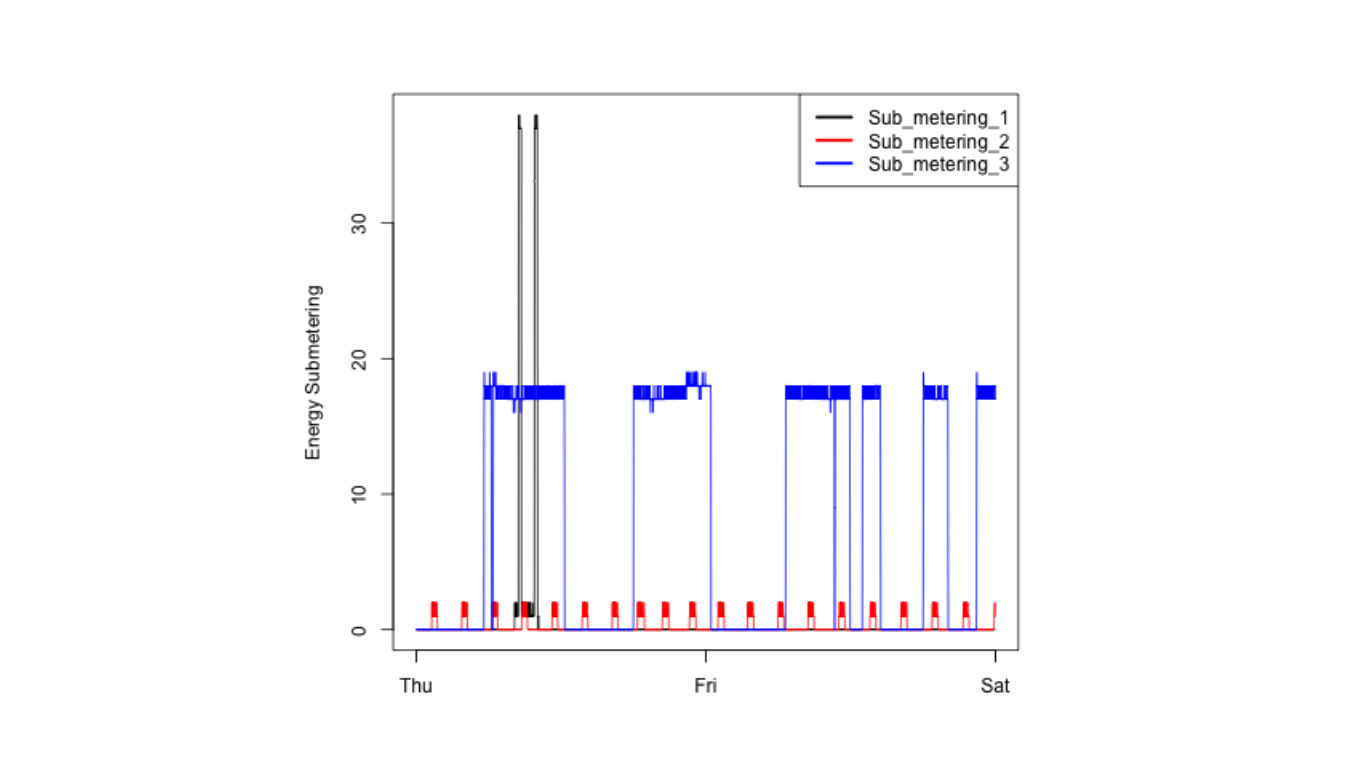 Sub_metering_1
Sub_metering_2
Sub_metering_3
Energy Submetering
30
20
10
0
Thu Fri Sat